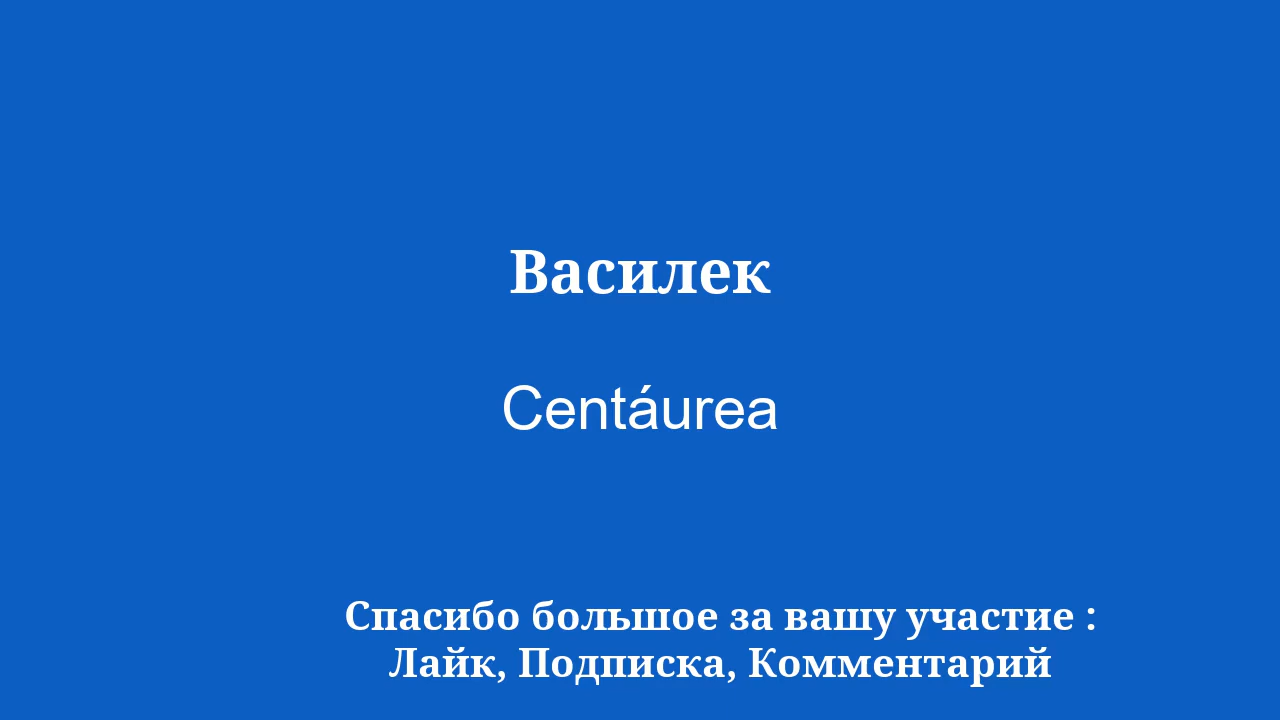 Василек
Centáurea
Спасибо большое за вашу участие :
Лайк, Подписка, Комментарий